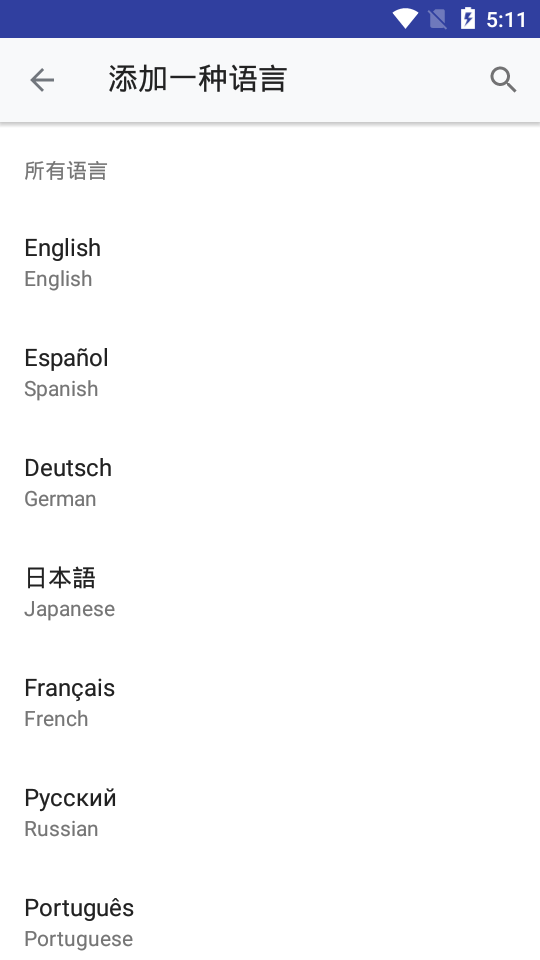 5:11
添加一种语言
所有语言
English
English
Español
Spanish
Deutsch
German
日本語
Japanese
Français
French
Русский
Russian
Português
Portuguese